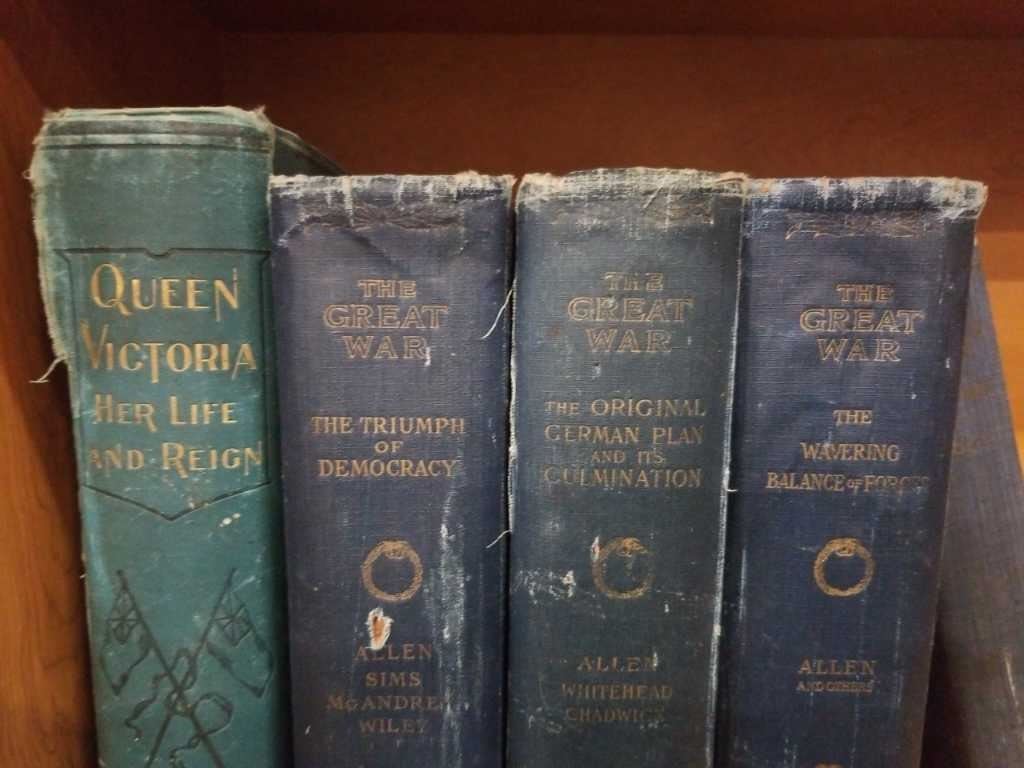 QUEEN
VICTORIA
HER LIFE
AND REIGN
THE
GREAT
WAR
THE TRIUMPH
OF
DEMOCRACY
ALLEN
SIMS
MCANDREW
WILEY
THE
GREAT
WAR
THE ORIGINAL
GERMAN PLAN
AND ITS
CULMINATION
ALLEN
WHITEHEAD
CHADWICK
THE
GREAT
WAR
THE
WAVERING
BALANCE OF FORCES
ALLEN
AND OTHERS